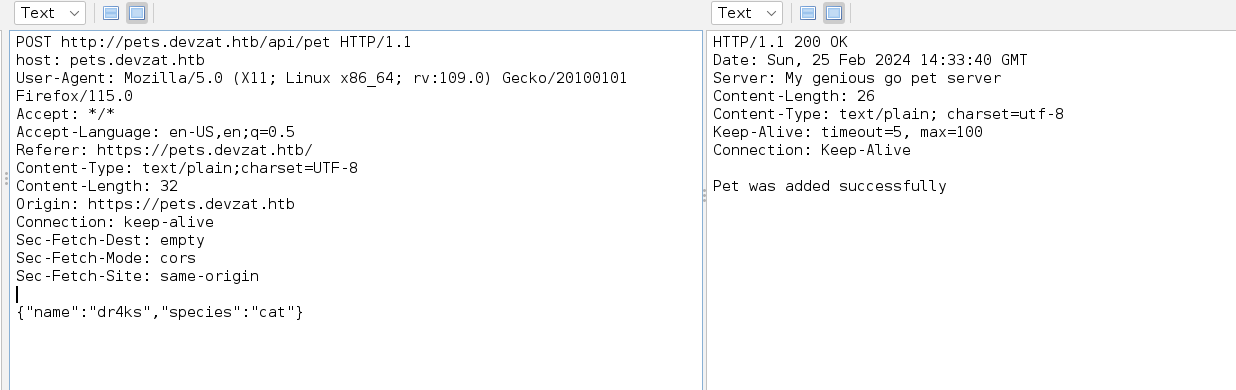 Text
POST http://pets.devzat.htb/api/pet HTTP/1.1
host: pets.devzat.htb
User-Agent: Mozilla/5.0 (X11; Linux x86_64; rv:109.0) Gecko/20100101
Firefox/115.0
Accept: */*
Accept-Language: en-US,en;q=0.5
Referer: https://pets.devzat.htb/
Content-Type: text/plain;charset=UTF-8
Content-Length: 32
Origin: https://pets.devzat.htb
Connection: keep-alive
Sec-Fetch-Dest: empty
Sec-Fetch-Mode: cors
Sec-Fetch-Site: same-origin
{"name":"dr4ks","species":"cat"}
Text
HTTP/1.1 200 OK
Date: Sun, 25 Feb 2024 14:33:40 GMT
Server: My genious go pet server
Content-Length: 26
Content-Type: text/plain; charset=utf-8
Keep-Alive: timeout=5, max=100
Connection: Keep-Alive
Pet was added successfully